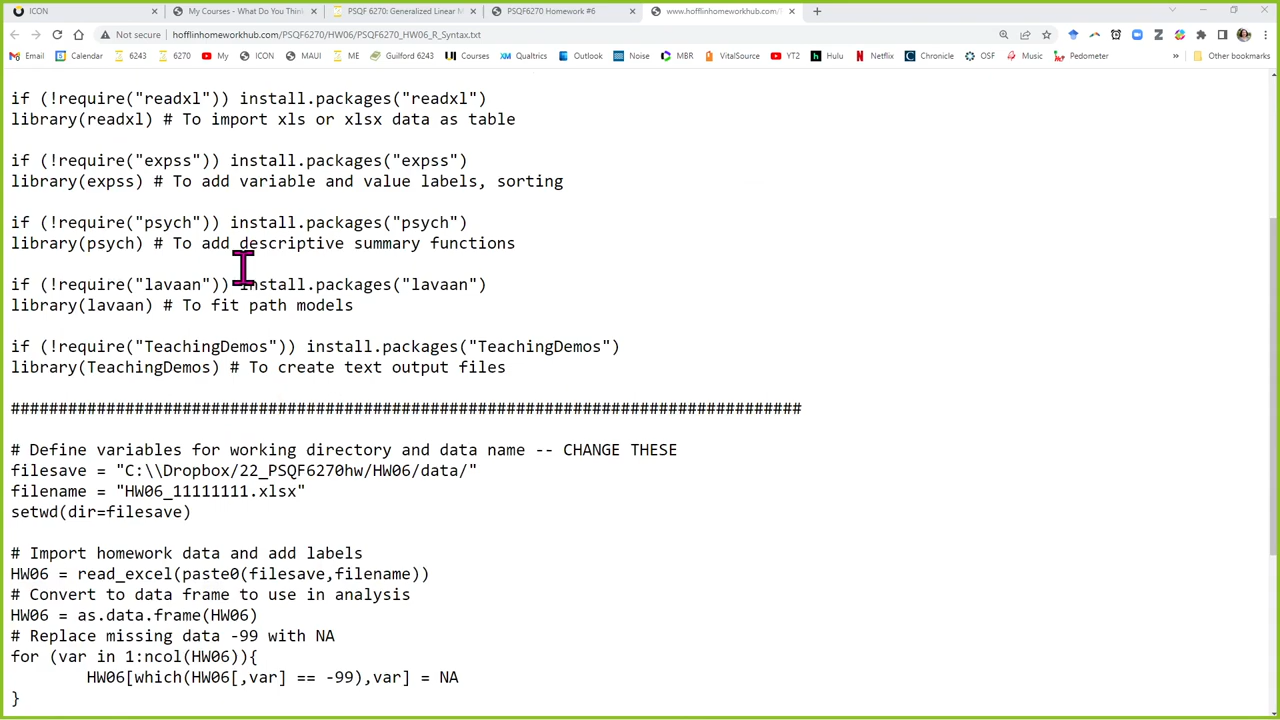 ICON
My Courses - What Do You Think
PSQF 6270: Generalized Linear M
PSQF6270 Homework #6
www.hofflinhomeworkhub.com/
Not secure
hofflinhomeworkhub.com/PSQF6270/HW06/PSQF6270_HW06_R_Syntax.txt
Email
Calendar
6243
6270
My
ICON
MAUI
ME
Guilford 6243
Courses
Qualtrics
Outlook
Noise
MBR
VitalSource
YT2
Hulu
Netflix
Chronicle
OSF
Music
Pedometer
»
Other bookmarks
if (!require("readxl")) install.packages("readxl")
library(readxl) # To import xls or xlsx data as table
if (!require("expss")) install.packages("expss")
library(expss) # To add variable and value labels, sorting
if (!require("psych")) install.packages("psych")
library(psych) # To add descriptive summary functions
if (!require("lavaan")) install.packages("lavaan")
library(lavaan) # To fit path models
if (!require("TeachingDemos")) install.packages("TeachingDemos")
library(TeachingDemos) # To create text output files
###################################################################################
# Define variables for working directory and data name -- CHANGE THESE
filesave = "C:\\Dropbox/22_PSQF6270hw/HW06/data/"
filename = "HW06_11111111.xlsx"
setwd(dir=filesave)
# Import homework data and add labels
HW06 = read_excel(paste0(filesave,filename))
# Convert to data frame to use in analysis
HW06 = as.data.frame(HW06)
# Replace missing data -99 with NA
for (var in 1:ncol(HW06)){
HW06[which(HW06[,var] == -99),var] = NA
}